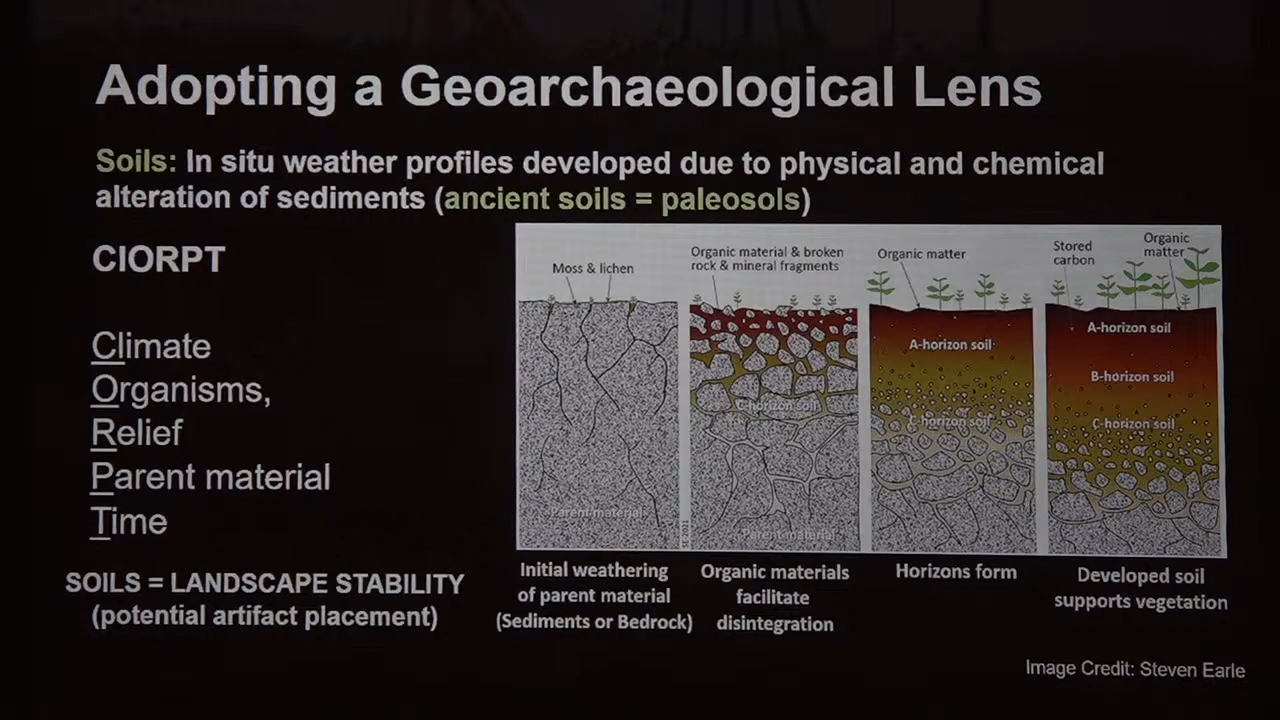 Adopting a Geoarchaeological Lens
Soils: In situ weather profiles developed due to physical and chemical
alteration of sediments (ancient soils = paleosols)
CIORPT
Climate
Organisms,
Relief
Parent material
Time
SOILS = LANDSCAPE STABILITY
(potential artifact placement)
Moss & lichen
Parent material
Initial weathering
of parent material
(Sediments or Bedrock)
Organic material & broken
rock & mineral fragments
C-horizon soil
Parent material
Organic materials
facilitate
disintegration
Organic matter
A-horizon soil
C-horizon soil
Horizons form
Stored
carbon
Organic
matter
A-horizon soil
B-horizon soil
C-horizon soil
Developed soil
supports vegetation
Image Credit: Steven Earle